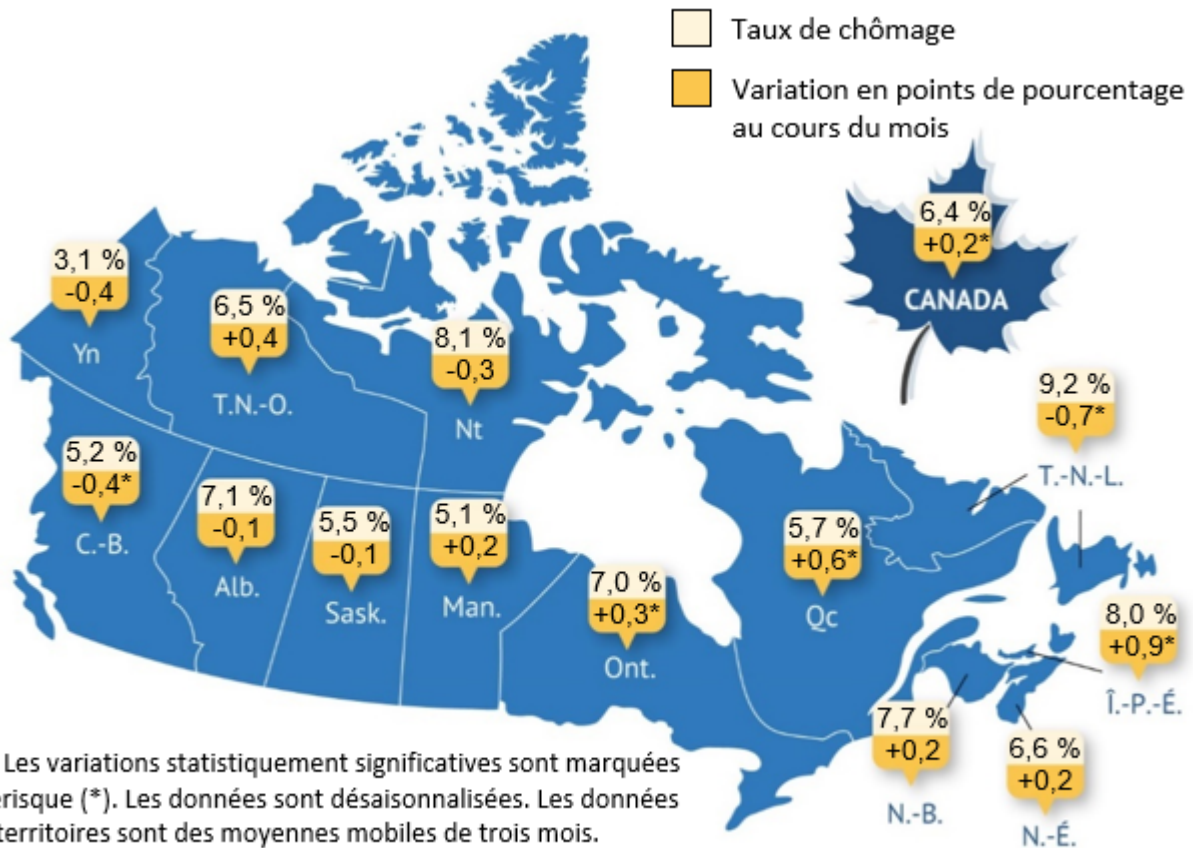 Taux de chômage
Variation en points de pourcentage
au cours du mois
6,4 %
+0,2*
CANADA
3,1 %
-0,4
Yn
6,5 %
+0,4
T.N.-O.
8,1 %
-0,3
Nt
9,2 %
-0,7*
T.-N.-L.
5,2 %
-0,4*
C.-B.
7,1 %
-0,1
Alb.
5,5 %
-0,1
Sask.
5,1 %
+0,2
Man.
7,0 %
+0,3*
Ont.
5,7 %
+0,6*
Qc
8,0 %
+0,9*
Î.-P.-É.
7,7 %
+0,2
N.-B.
6,6 %
+0,2
N.-É.
Les variations statistiquement significatives sont marquées
érisque (*). Les données sont désaisonnalisées. Les données
territoires sont des moyennes mobiles de trois mois.